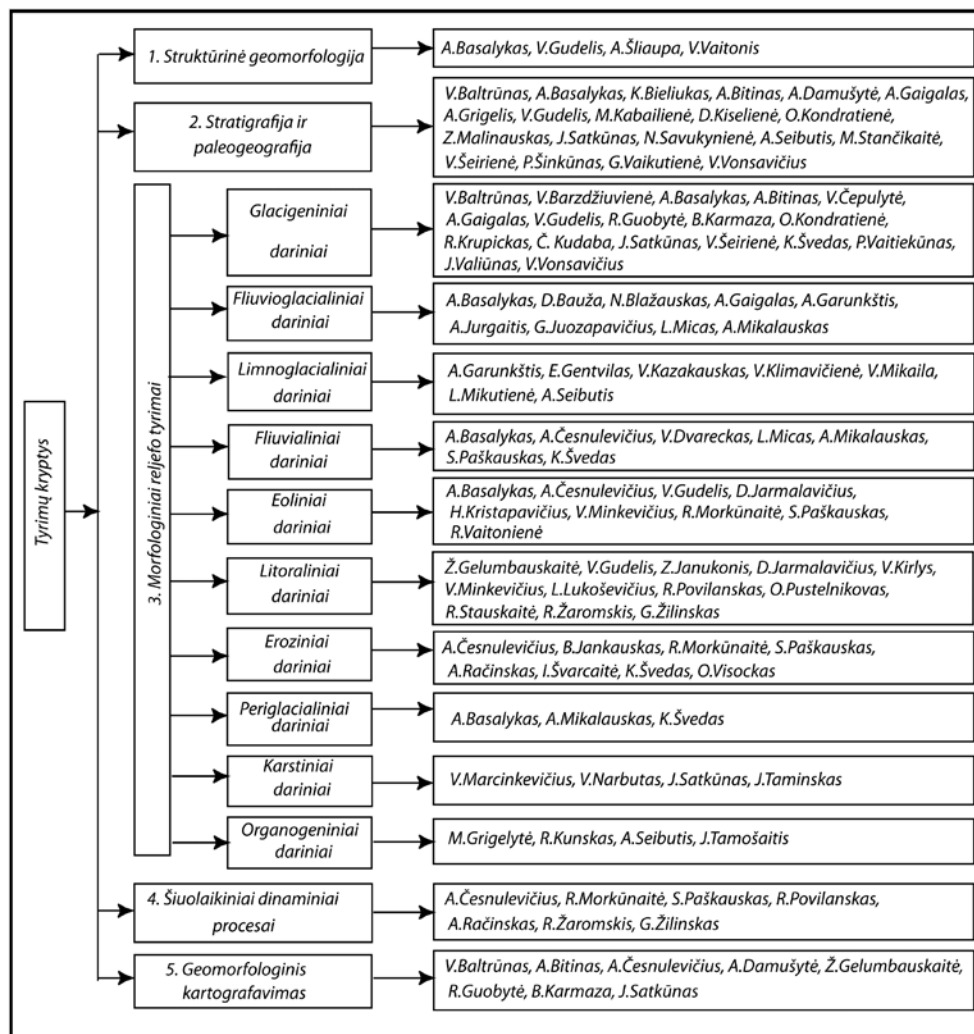 Tyrimų kryptys
1. Struktūrinė geomorfologija
A.Basalykas, V.Gudelis, A.Šliaupa, V.Vaitonis
2. Stratigrafija ir
paleogeografija
V.Baltrūnas, A.Basalykas, K.Bieliukas, A.Bitinas, A.Damušytė, A.Gaigalas,
A.Grigelis, V.Gudelis, M.Kabailienė, D.Kiselienė, O.Kondratienė,
Z.Malinauskas, J.Satkūnas, N.Savukynienė, A.Seibutis, M.Stančikaitė,
V.Šeirienė, P.Šinkūnas, G.Vaikutienė, V.Vonsavičius
3. Morfologiniai reljefo tyrimai
Glacigeniniai
dariniai
V.Baltrūnas, V.Barzdžiuvienė, A.Basalykas, A.Bitinas, V.Čepulytė,
A.Gaigalas, V.Gudelis, R.Guobytė, B.Karmaza, O.Kondratienė,
R.Krupickas, Č. Kudaba, J.Satkūnas, V.Šeirienė, K.Švedas, P.Vaitiekūnas,
J.Valiūnas, V.Vonsavičius
Fliuvioglacialiniai
dariniai
A.Basalykas, D.Bauža, N.Blažauskas, A.Gaigalas, A.Garunkštis,
A.Jurgaitis, G.Juozapavičius, L.Micas, A.Mikalauskas
Limnoglacialiniai
dariniai
A.Garunkštis, E.Gentvilas, V.Kazakauskas, V.Klimavičienė, V.Mikaila,
L.Mikutienė, A.Seibutis
Fliuvialiniai
dariniai
A.Basalykas, A.Česnulevičius, V.Dvareckas, L.Micas, A.Mikalauskas,
S.Paškauskas, K.Švedas
Eoliniai
dariniai
A.Basalykas, A.Česnulevičius, V.Gudelis, D.Jarmalavičius,
H.Kristapavičius, V.Minkevičius, R.Morkūnaitė, S.Paškauskas,
R.Vaitonienė
Litoraliniai
dariniai
Ž.Gelumbauskaitė, V.Gudelis, Z.Janukonis, D.Jarmalavičius, V.Kirlys,
V.Minkevičius, L.Lukoševičius, R.Povilanskas, O.Pustelnikovas,
R.Stauskaitė, R.Žaromskis, G.Žilinskas
Eroziniai
dariniai
A.Česnulevičius, B.Jankauskas, R.Morkūnaitė, S.Paškauskas,
A.Račinskas, I.Švarcaitė, K.Švedas, O.Visockas
Periglacialiniai
dariniai
A.Basalykas, A.Mikalauskas, K.Švedas
Karstiniai
dariniai
V.Marcinkevičius, V.Narbutas, J.Satkūnas, J.Taminskas
Organogeniniai
dariniai
M.Grigelytė, R.Kunskas, A.Seibutis, J.Tamošaitis
4. Šiuolaikiniai dinaminiai
procesai
A.Česnulevičius, R.Morkūnaitė, S.Paškauskas, R.Povilanskas,
A.Račinskas, R.Žaromskis, G.Žilinskas
5. Geomorfologinis
kartografavimas
V.Baltrūnas, A.Bitinas, A.Česnulevičius, A.Damušytė, Ž.Gelumbauskaitė,
R.Guobytė, B.Karmaza, J.Satkūnas